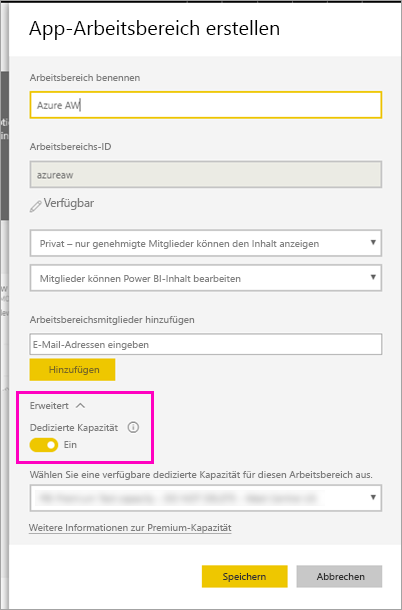 App-Arbeitsbereich erstellen
Arbeitsbereich benennen
Azure AW
Arbeitsbereichs-ID
azureaw
Verfügbar
Privat – nur genehmigte Mitglieder können den Inhalt anzeigen
Mitglieder können Power BI-Inhalt bearbeiten
Arbeitsbereichsmitglieder hinzufügen
E-Mail-Adressen eingeben
Hinzufügen
Erweitert
Dedizierte Kapazität
Ein
Wählen Sie eine verfügbare dedizierte Kapazität für diesen Arbeitsbereich aus.
Weitere Informationen zur Premium-Kapazität
Speichern Abbrechen